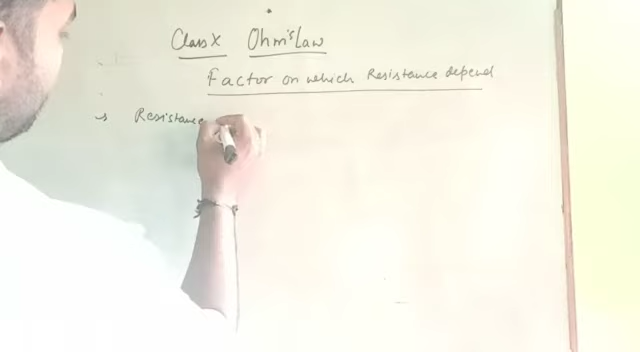 Class X Ohm's Law
Factor on which Resistance depend
→ Resistance